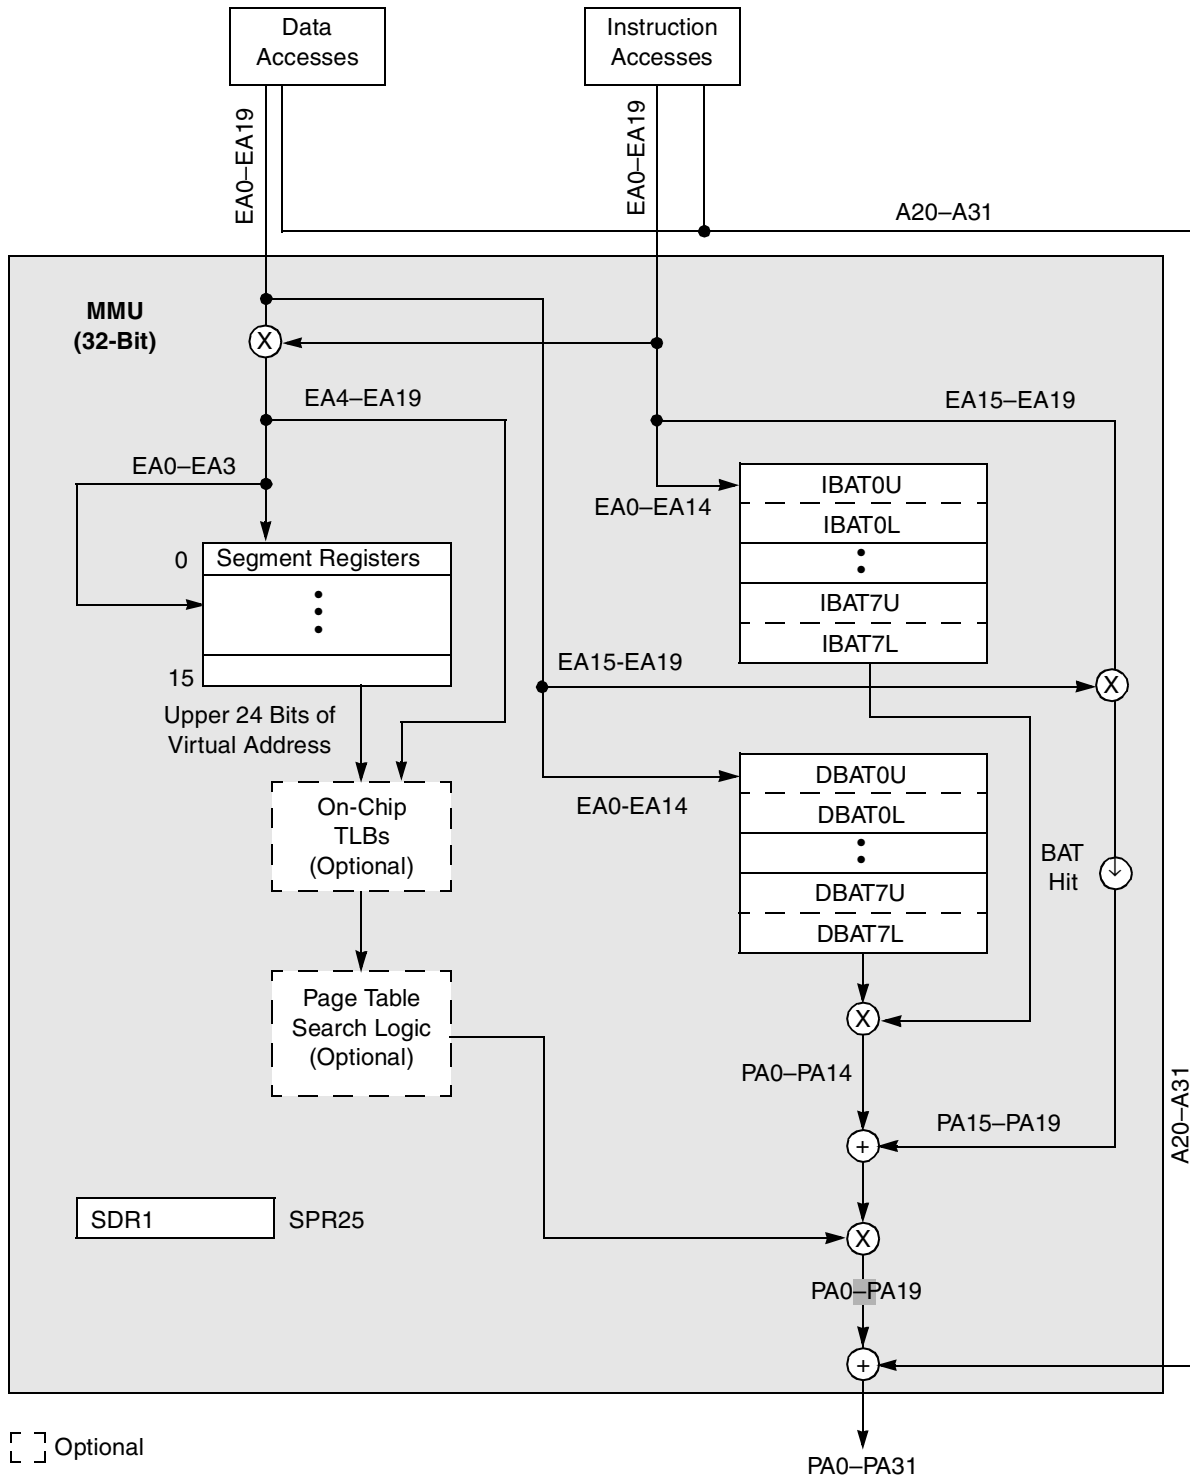 Data
Accesses
Instruction
Accesses
EA0–EA19
EA0–EA19
A20–A31
MMU
(32-Bit)
X
EA4–EA19
EA15–EA19
EA0–EA3
IBAT0U
EA0–EA14
IBAT0L
0
Segment Registers
IBAT7U
IBAT7L
EA15-EA19
15
X
Upper 24 Bits of
Virtual Address
DBAT0U
EA0-EA14
DBAT0L
On-Chip
TLBs
(Optional)
BAT
Hit
DBAT7U
DBAT7L
Page Table
Search Logic
(Optional)
X
PA0–PA14
A20–A31
PA15–PA19
+
SDR1
SPR25
X
PA0–PA19
+
Optional
PA0–PA31